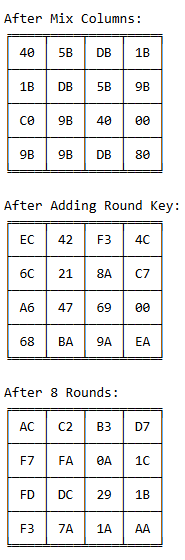 After Mix Columns:
40 5B DB 1B
1B DB 5B 9B
C0 9B 40 00
9B 9B DB 80
After Adding Round Key:
EC 42 F3 4C
6C 21 8A C7
A6 47 69 00
68 BA 9A EA
After 8 Rounds:
AC C2 B3 D7
F7 FA 0A 1C
FD DC 29 1B
F3 7A 1A AA